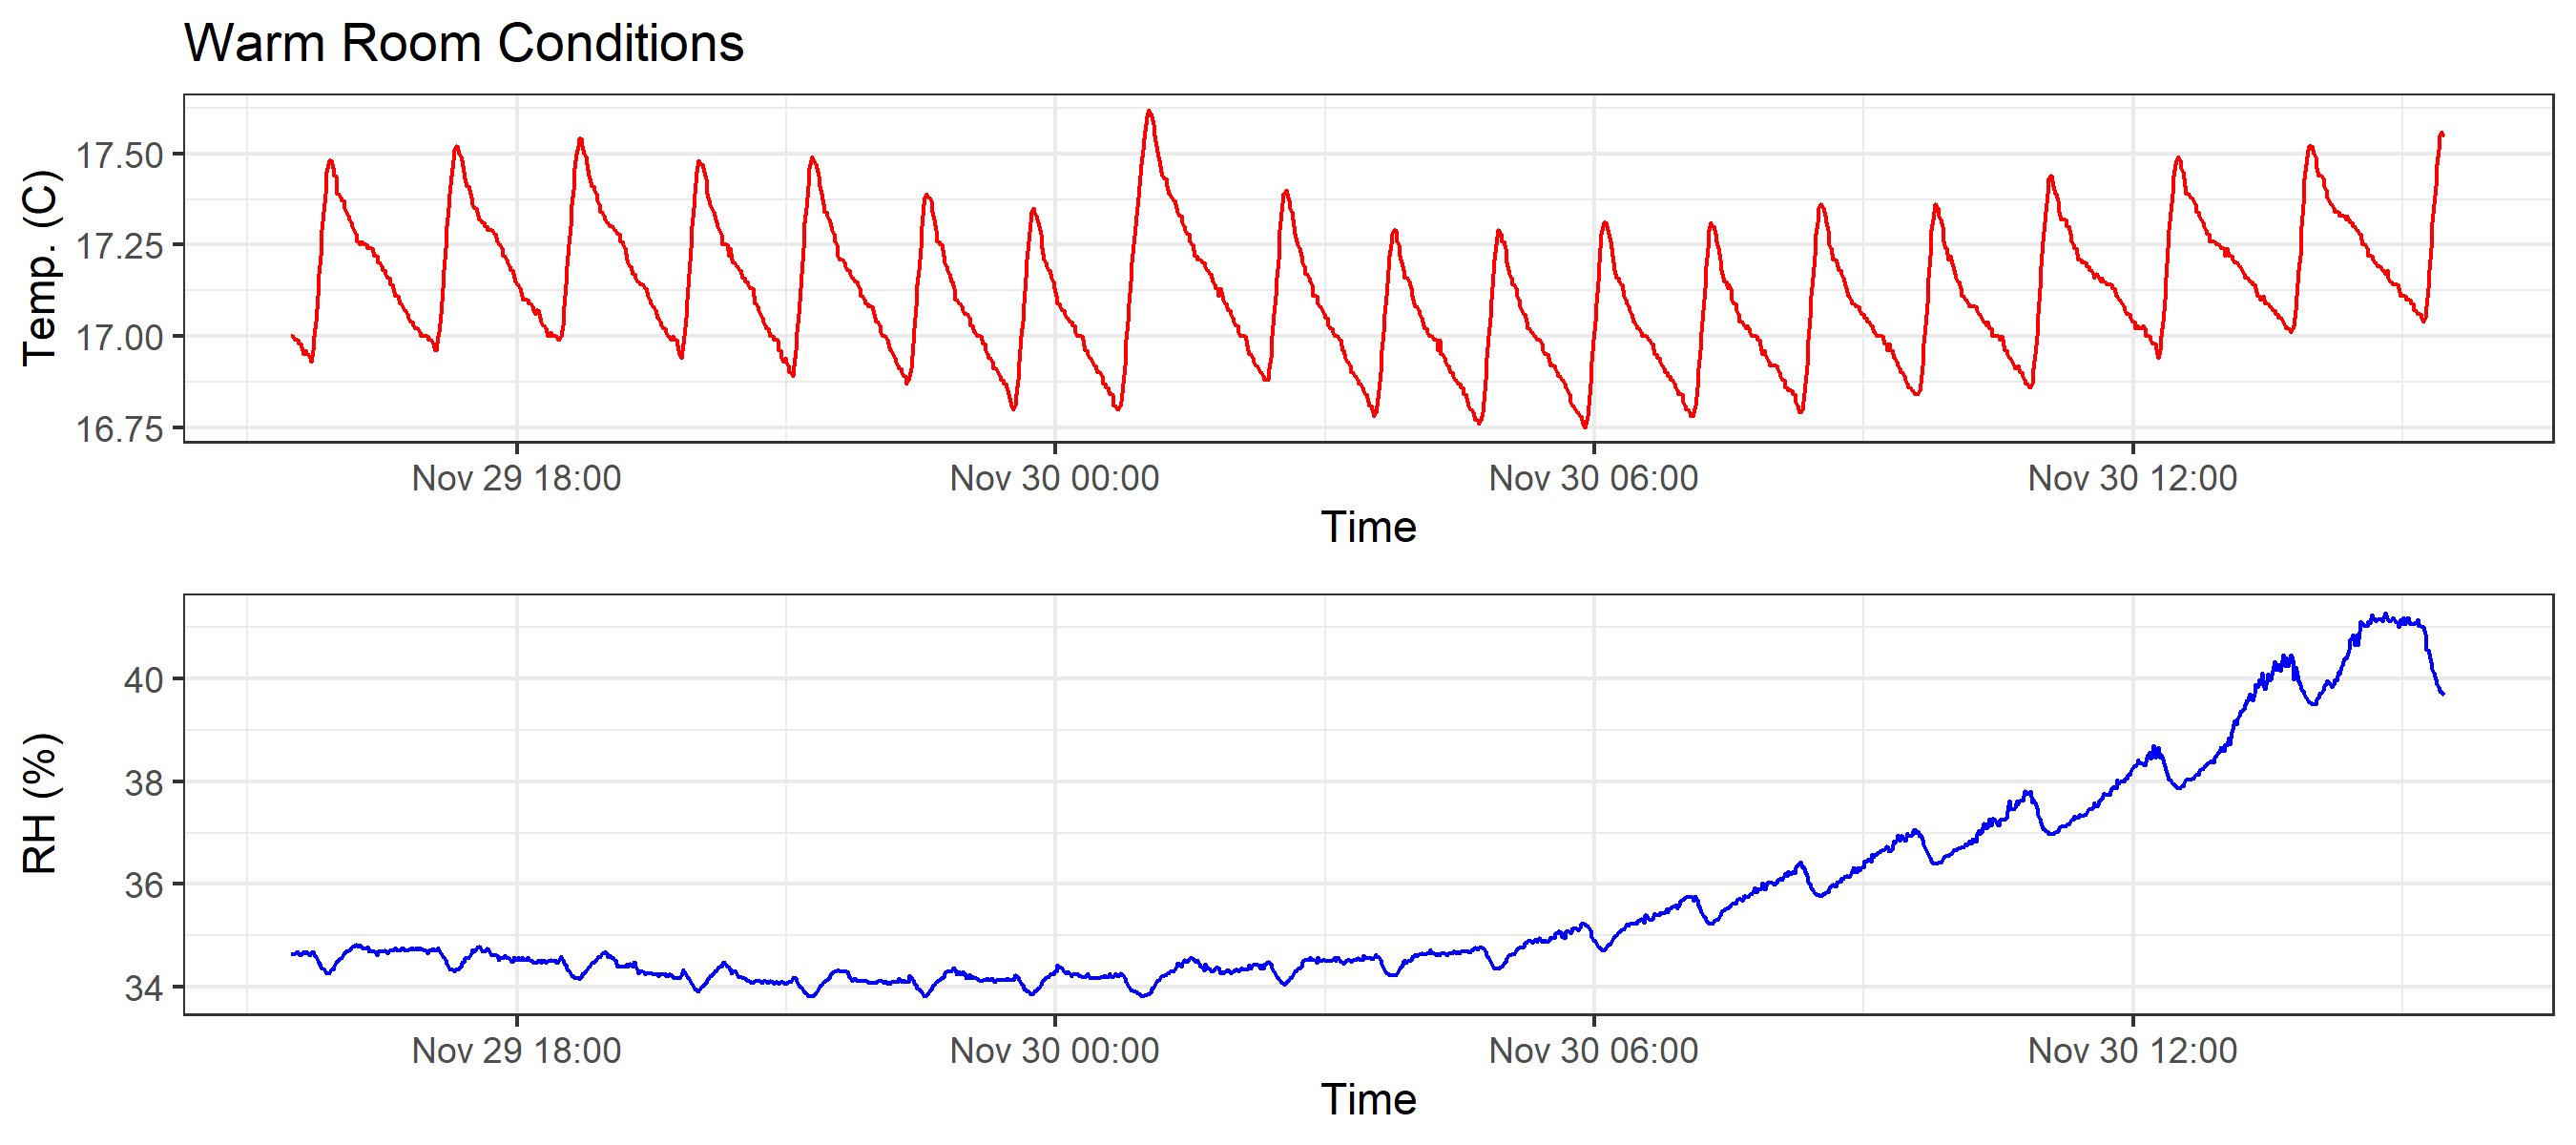 Warm Room Conditions
Temp. (C)
17.50
17.25
17.00
16.75
Nov 29 18:00 Nov 30 00:00 Nov 30 06:00 Nov 30 12:00
Time
RH (%)
40
38
36
34
Nov 29 18:00 Nov 30 00:00 Nov 30 06:00 Nov 30 12:00
Time